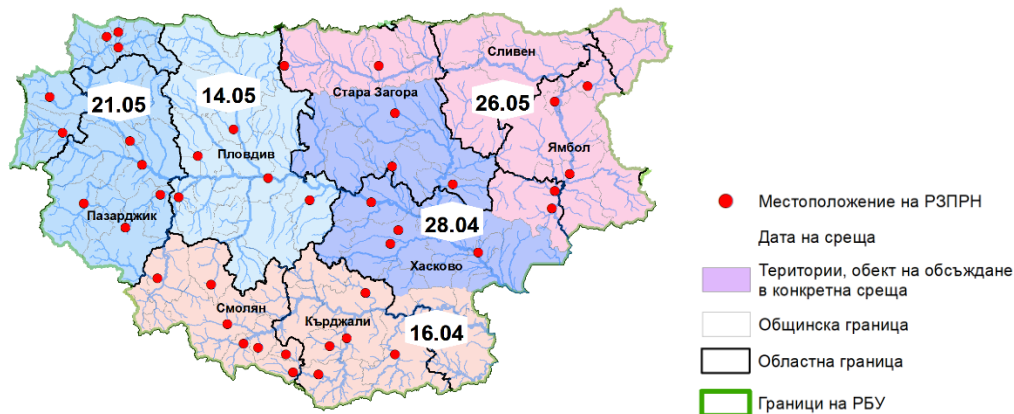 Сливен
Стара Загора
21.05
14.05
26.05
Пловдив
Ямбол
Пазарджик
28.04
Хасково
Смолян
Кърджали
16.04
Местоположение на РЗПРН
Дата на среща
Територии, обект на обсъждане
в конкретна среща
Общинска граница
Областна граница
Граници на РБУ